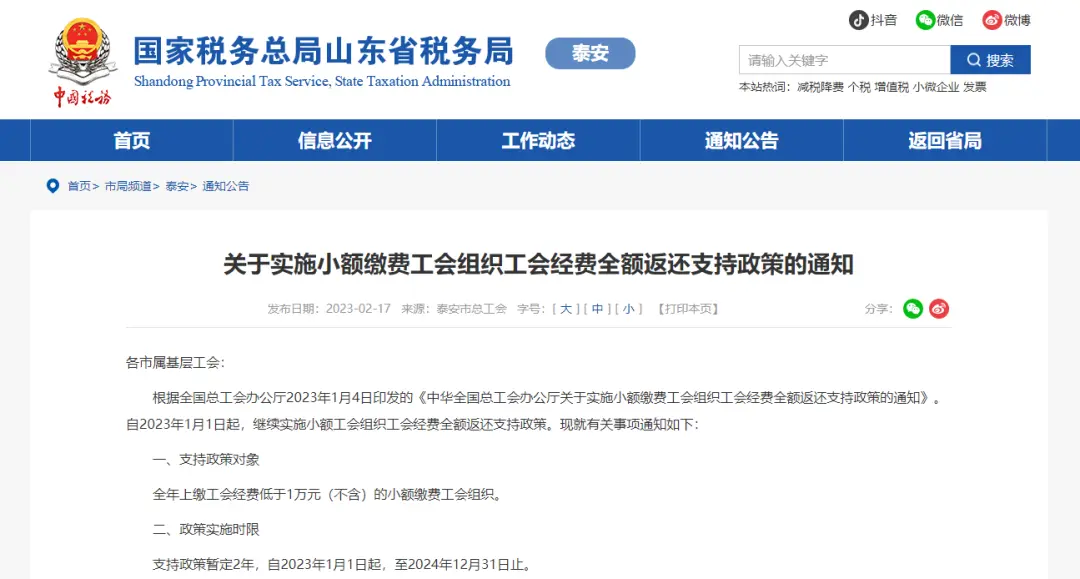 抖音 微信 微博
国家税务总局山东省税务局 泰安
Shandong Provincial Tax Service, State Taxation Administration
中国税务
请输入关键字 搜索
本站热词：减税降费 个税 增值税 小微企业 发票
首页 信息公开 工作动态 通知公告 返回省局
首页> 市局频道> 泰安> 通知公告
关于实施小额缴费工会组织工会经费全额返还支持政策的通知
发布日期：2023-02-17 来源：泰安市总工会 字号：[ 大 ] [ 中 ] [ 小 ] 【打印本页】 分享：
各市属基层工会：
根据全国总工会办公厅2023年1月4日印发的《中华全国总工会办公厅关于实施小额缴费工会组织工会经费全额返还支持政策的通知》。
自2023年1月1日起，继续实施小额工会组织工会经费全额返还支持政策。现就有关事项通知如下：
一、支持政策对象
全年上缴工会经费低于1万元（不含）的小额缴费工会组织。
二、政策实施时限
支持政策暂定2年，自2023年1月1日起，至2024年12月31日止。